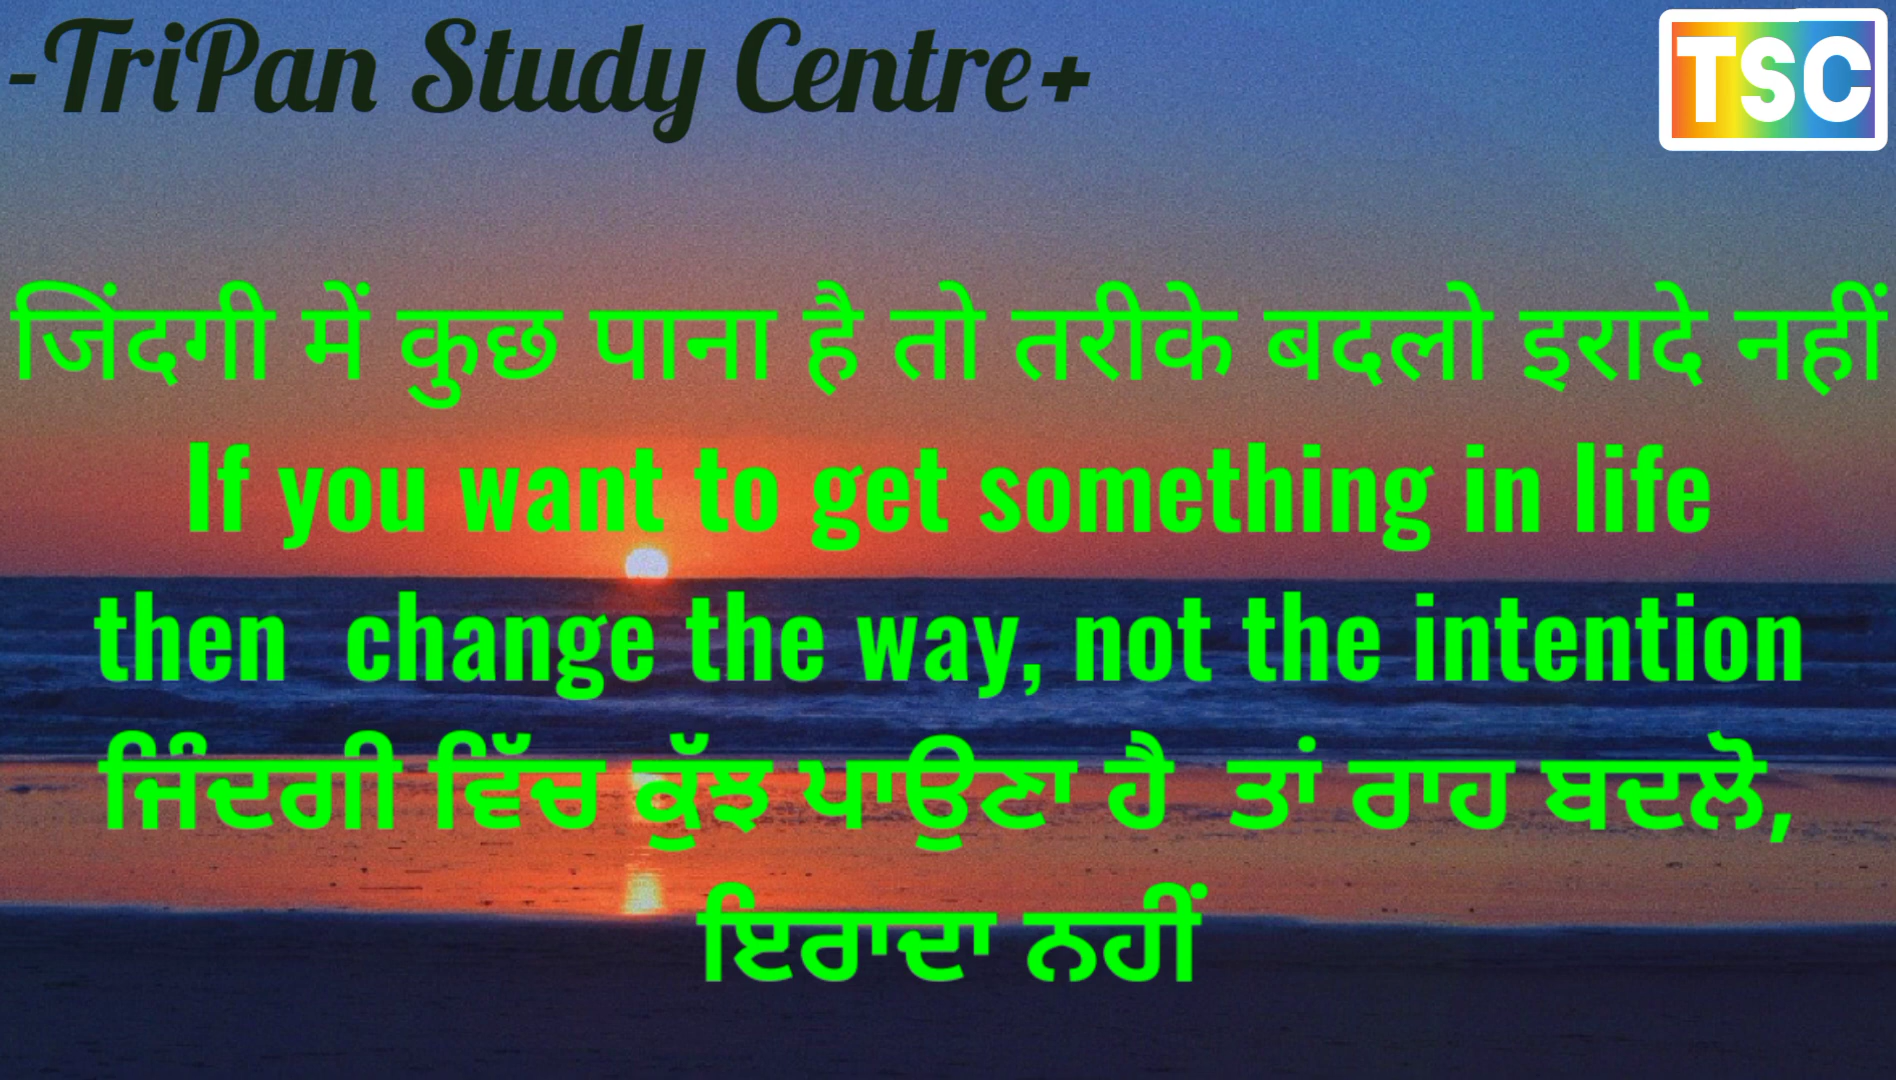 -TriPan Study Centre+
TSC
जिंदगी में कुछ पाना है तो तरीके बदलो इरादे नहीं
If you want to get something in life
then  change the way, not the intention
ਜਿੰਦਗੀ ਵਿੱਚ ਕੁੱਝ ਪਾਉਣਾ ਹੈ  ਤਾਂ ਰਾਹ ਬਦਲੋ,
ਇਰਾਦਾ ਨਹੀਂ